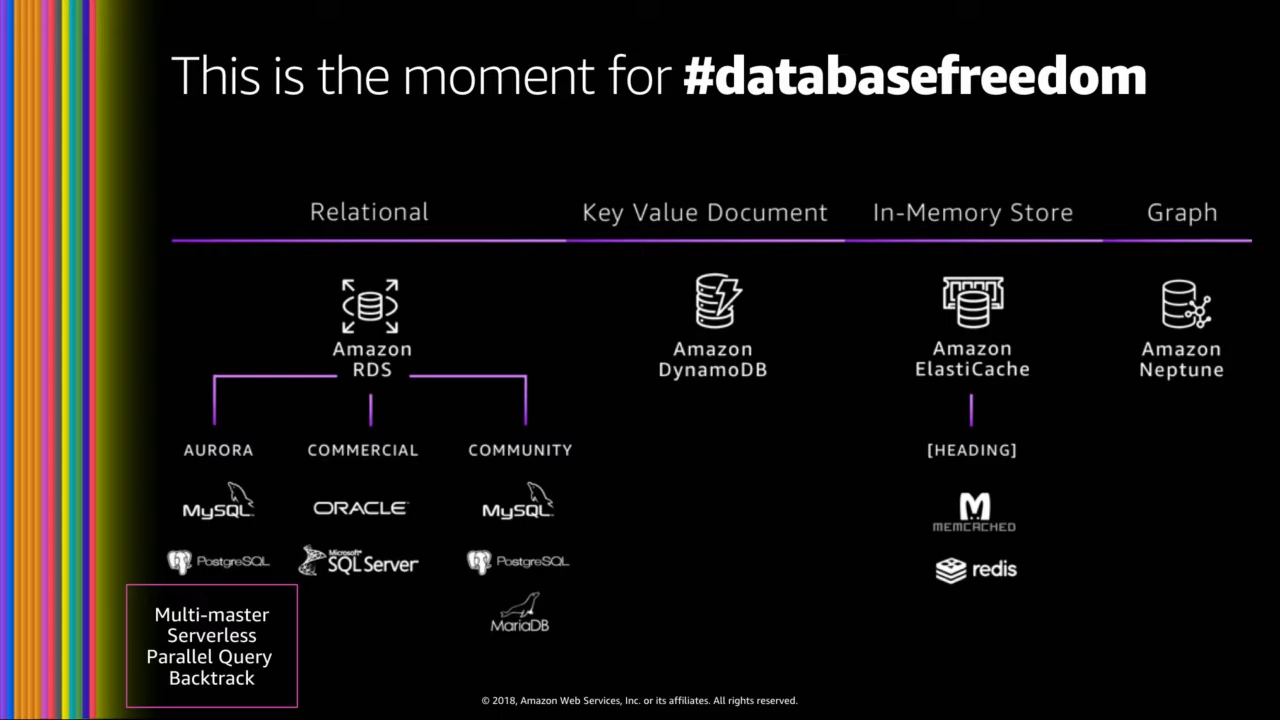 This is the moment for #databasefreedom
Relational
Key Value Document
In-Memory Store
Graph
Amazon
RDS
Amazon
DynamoDB
Amazon
ElastiCache
Amazon
Neptune
AURORA
COMMERCIAL
COMMUNITY
[HEADING]
MySQL
ORACLE
MySQL
MEMCACHED
PostgreSQL
Microsoft
SQL Server
PostgreSQL
redis
MariaDB
Multi-master
Serverless
Parallel Query
Backtrack
© 2018, Amazon Web Services, Inc. or its affiliates. All rights reserved.